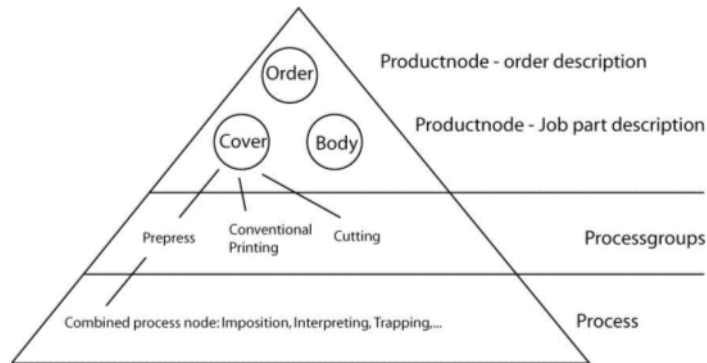 Order
Productnode - order description
Productnode - Job part description
Cover
Body
Prepress
Conventional
Printing
Cutting
Processgroups
Combined process node: Imposition, Interpreting, Trapping,...
Process